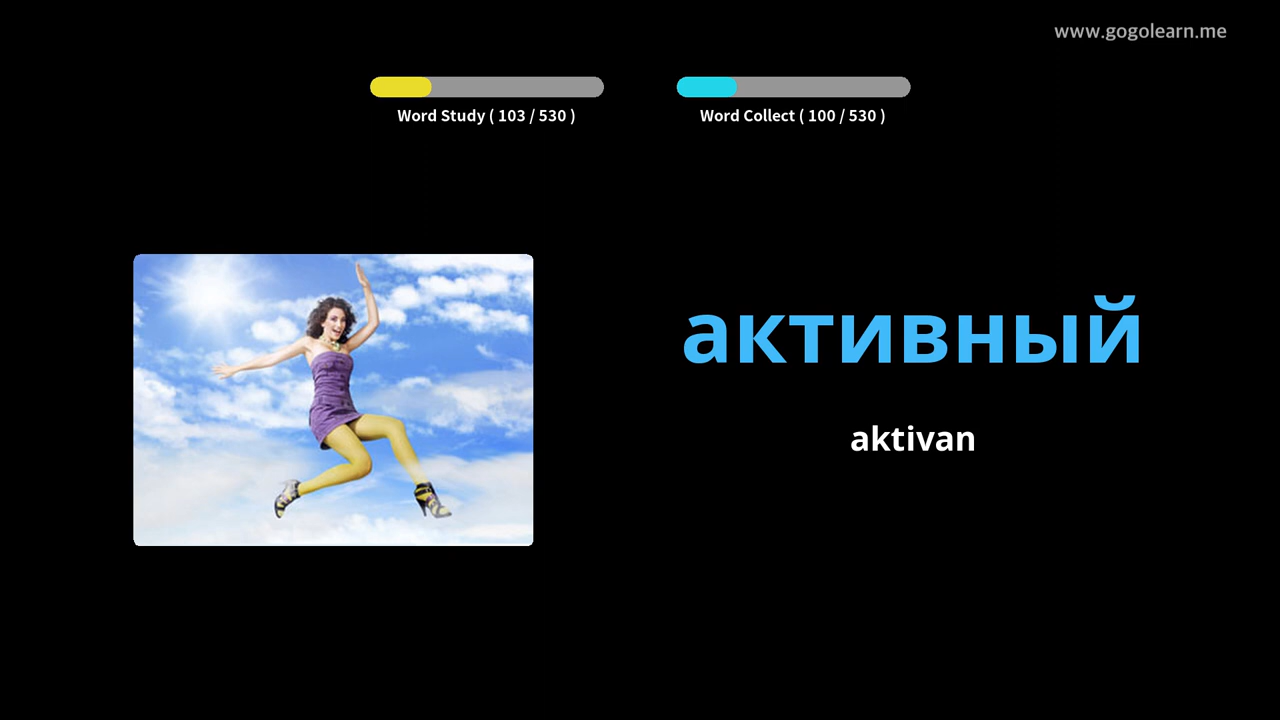 www.gogolearn.me
Word Study ( 103 / 530 )
Word Collect ( 100 / 530 )
активный
aktivan